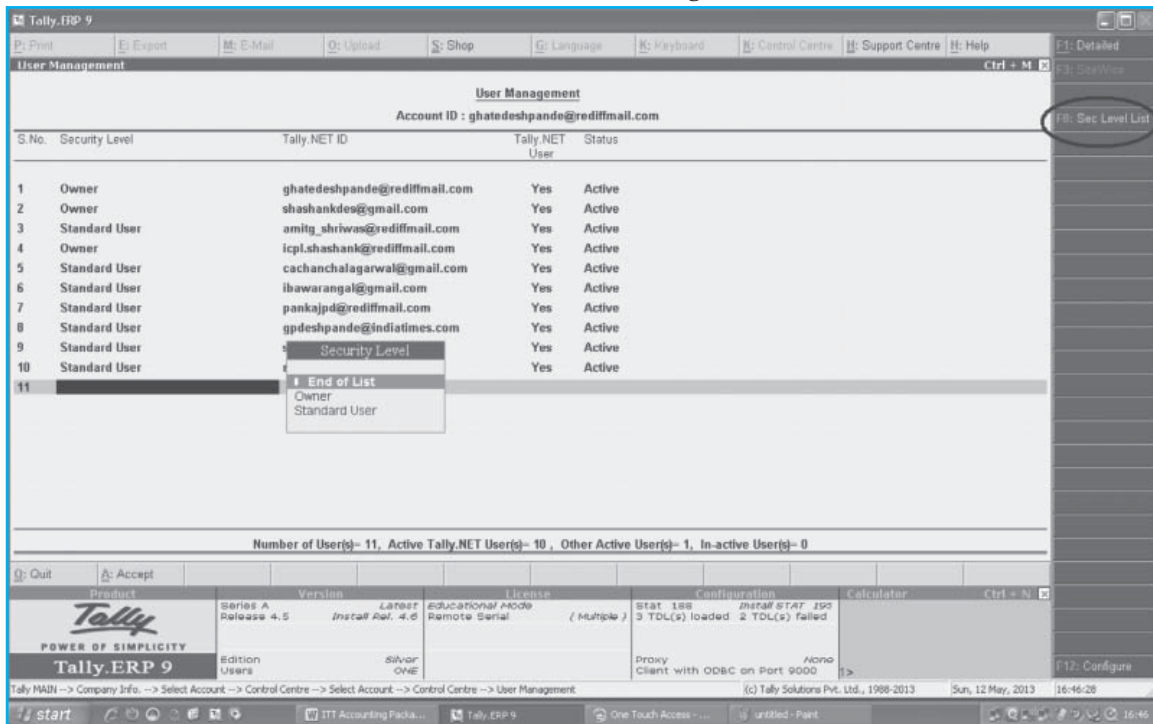 Tally.ERP 9
P: Print E: Export M: E-Mail O: Upload S: Shop G: Language K: Keyboard K: Control Centre H: Support Centre H: Help F1: Detailed
User Management Ctrl + M
F3: SiteWise
User Management
Account ID : ghatedeshpande@rediffmail.com
F8: Sec Level List
S.No. Security Level Tally.NET ID Tally.NET User Status
1 Owner ghatedeshpande@rediffmail.com Yes Active
2 Owner shashankdes@gmail.com Yes Active
3 Standard User amitg_shriwas@rediffmail.com Yes Active
4 Owner icpl.shashank@rediffmail.com Yes Active
5 Standard User cachanchalagarwal@gmail.com Yes Active
6 Standard User ibawarangal@gmail.com Yes Active
7 Standard User pankajpd@rediffmail.com Yes Active
8 Standard User gpdeshpande@indiatimes.com Yes Active
9 Standard User Yes Active
10 Standard User Yes Active
11
Security Level
End of List
Owner
Standard User
Number of User(s)= 11, Active Tally.NET User(s)= 10 , Other Active User(s)= 1, In-active User(s)= 0
Q: Quit A: Accept
Product Version License Configuration Calculator Ctrl + N
Tally
POWER OF SIMPLICITY
Tally.ERP 9
Series A Latest
Release 4.5 Install Rel. 4.6
Edition Silver
Users ONE
Educational Mode
Remote Serial ( Multiple )
Stat 188 Install STAT 195
3 TDL(s) loaded 2 TDL(s) failed
Proxy None
Client with ODBC on Port 9000
1>
F12: Configure
Tally MAIN --> Company Info. --> Select Account --> Control Centre --> Select Account --> Control Centre --> User Management (c) Tally Solutions Pvt. Ltd., 1988-2013 Sun, 12 May, 2013 16:46:28
start ITT Accounting Packa... Tally.ERP 9 One Touch Access - ... untitled - Paint 16:46